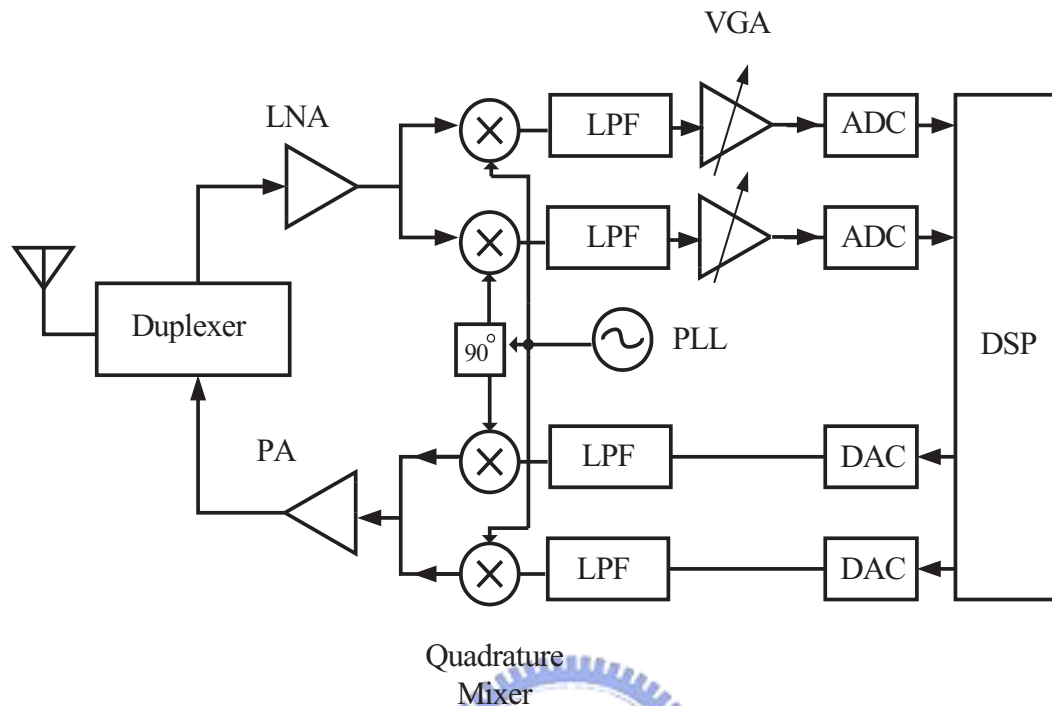 VGA
LNA
LPF
ADC
LPF
ADC
Duplexer
90°
PLL
DSP
PA
LPF
DAC
LPF
DAC
Quadrature
Mixer